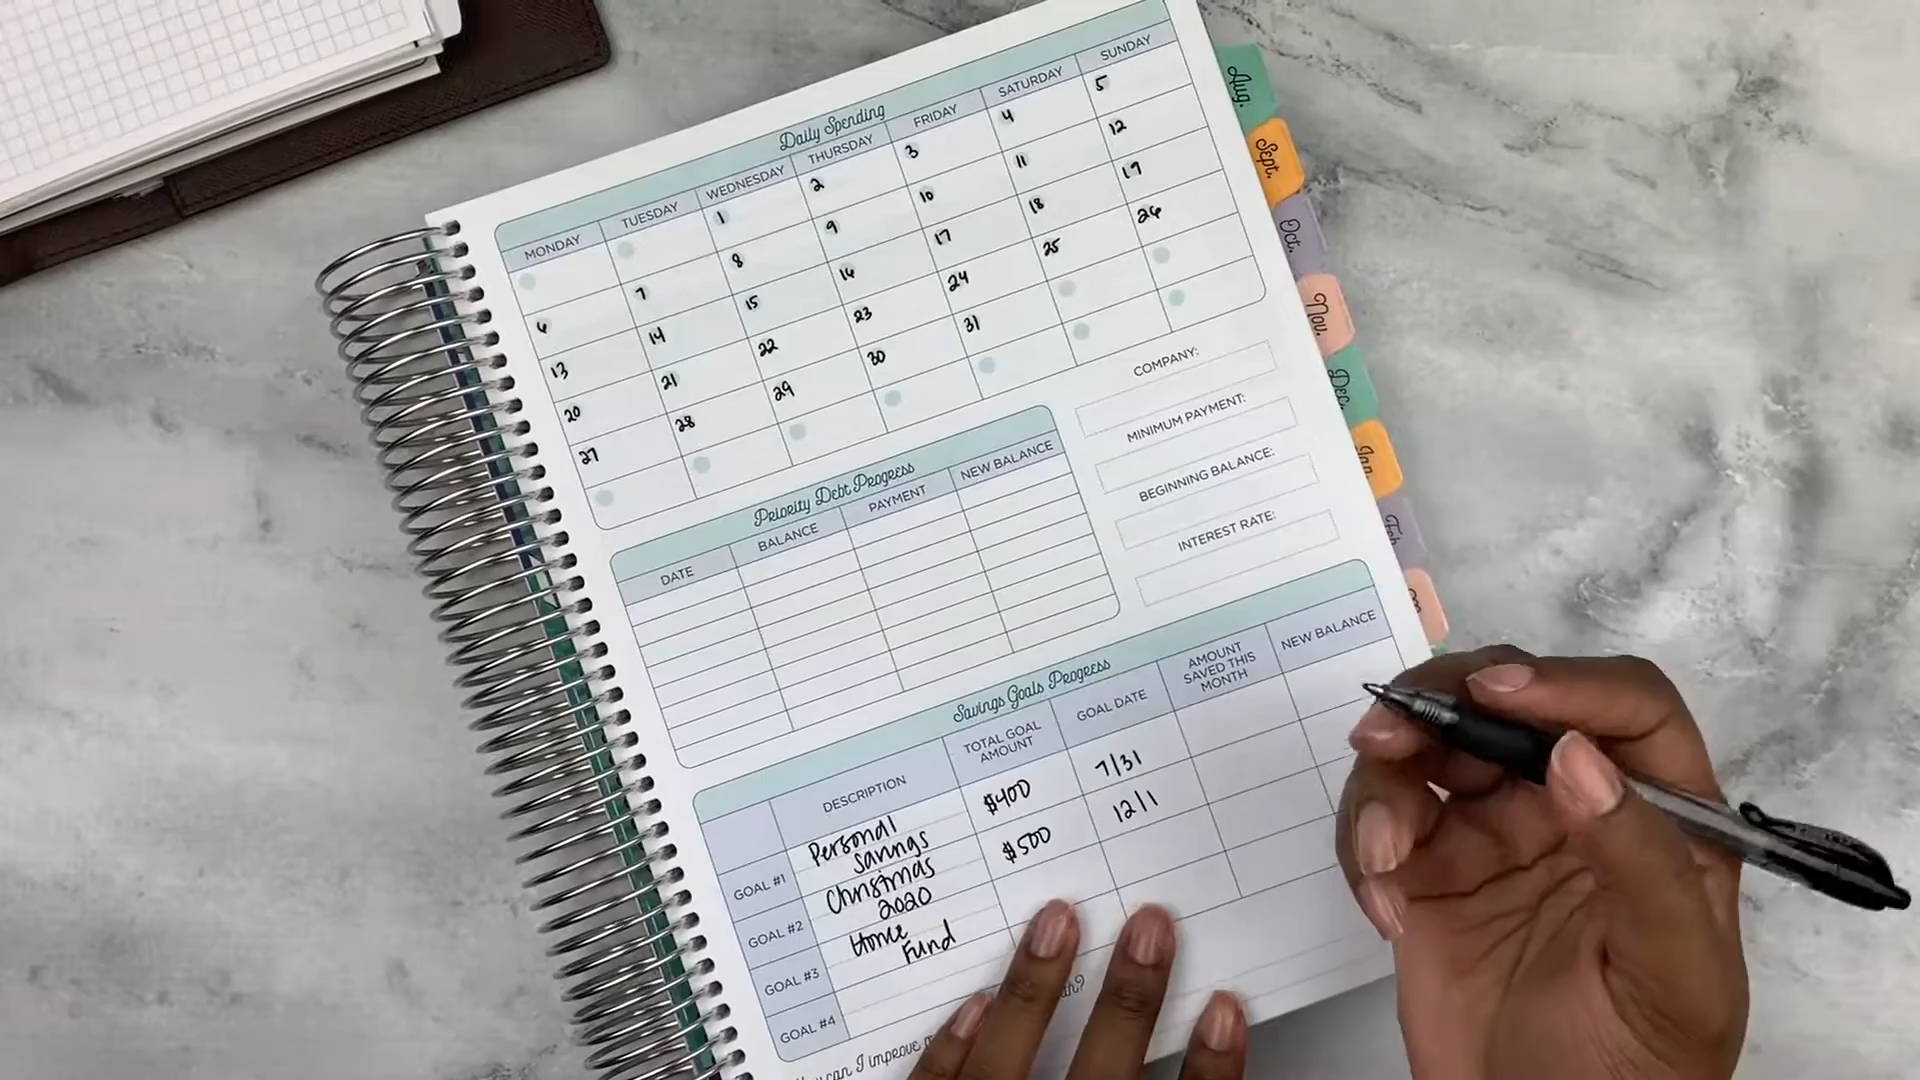 Daily Spending
MONDAY TUESDAY WEDNESDAY THURSDAY FRIDAY SATURDAY SUNDAY
1 2 3 4 5
6 7 8 9 10 11 12
13 14 15 16 17 18 19
20 21 22 23 24 25 26
27 28 29 30 31
COMPANY:
MINIMUM PAYMENT:
BEGINNING BALANCE:
INTEREST RATE:
Priority Debt Progress
DATE BALANCE PAYMENT NEW BALANCE
Savings Goals Progress
DESCRIPTION
TOTAL GOAL
AMOUNT
GOAL DATE
AMOUNT
SAVED THIS
MONTH
NEW BALANCE
GOAL #1
Personal
Savings
$400
7/31
GOAL #2
Christmas
2020
$500
12/1
GOAL #3
Home
Fund
GOAL #4
can I improve
Aug.
Sept.
Oct.
Nov.
Dec.
Jan
Feb